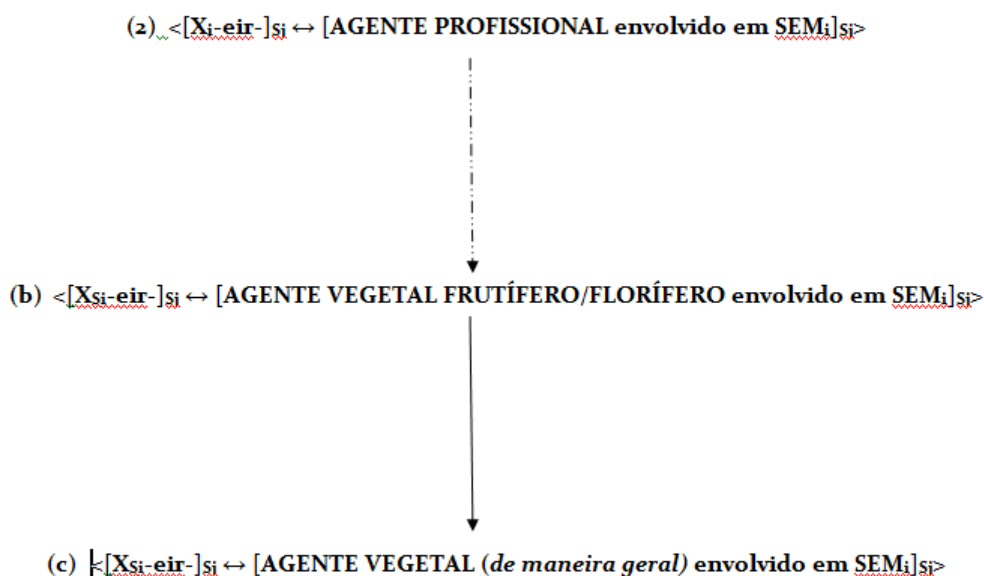 (2) <[Xi-eir-]Sj ↔ [AGENTE PROFISSIONAL envolvido em SEMi]Sj>
(b) <[XSi-eir-]Sj ↔ [AGENTE VEGETAL FRUTÍFERO/FLORÍFERO envolvido em SEMi]Sj>
(c) <[XSi-eir-]Sj ↔ [AGENTE VEGETAL (de maneira geral) envolvido em SEMi]Sj>